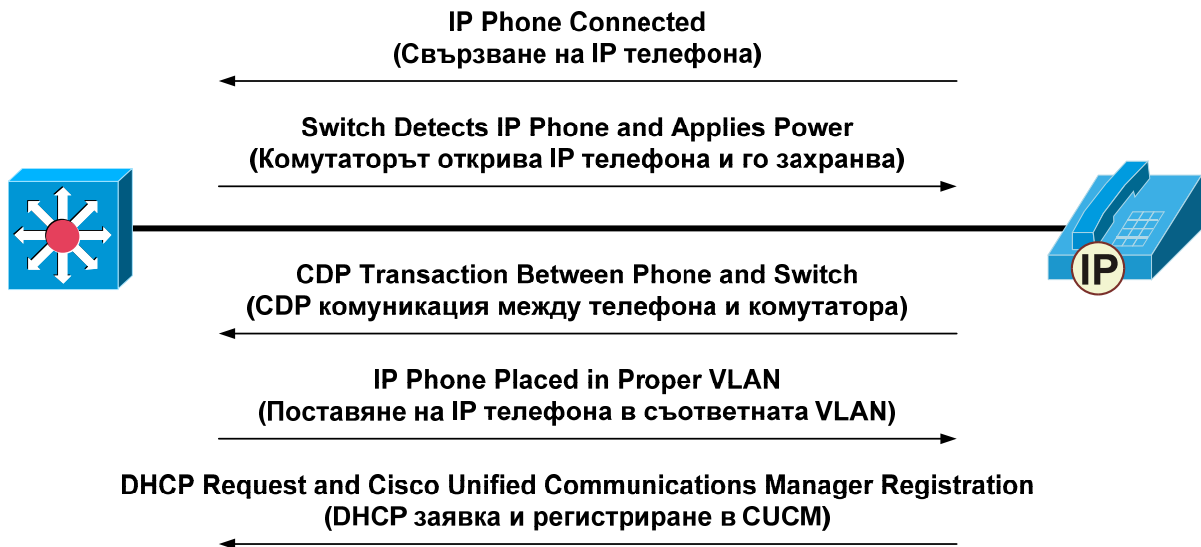 IP Phone Connected
(Свързване на IP телефона)
Switch Detects IP Phone and Applies Power
(Комутаторът открива IP телефона и го захранва)
IP
CDP Transaction Between Phone and Switch
(CDP комуникация между телефона и комутатора)
IP Phone Placed in Proper VLAN
(Поставяне на IP телефона в съответната VLAN)
DHCP Request and Cisco Unified Communications Manager Registration
(DHCP заявка и регистриране в CUCM)